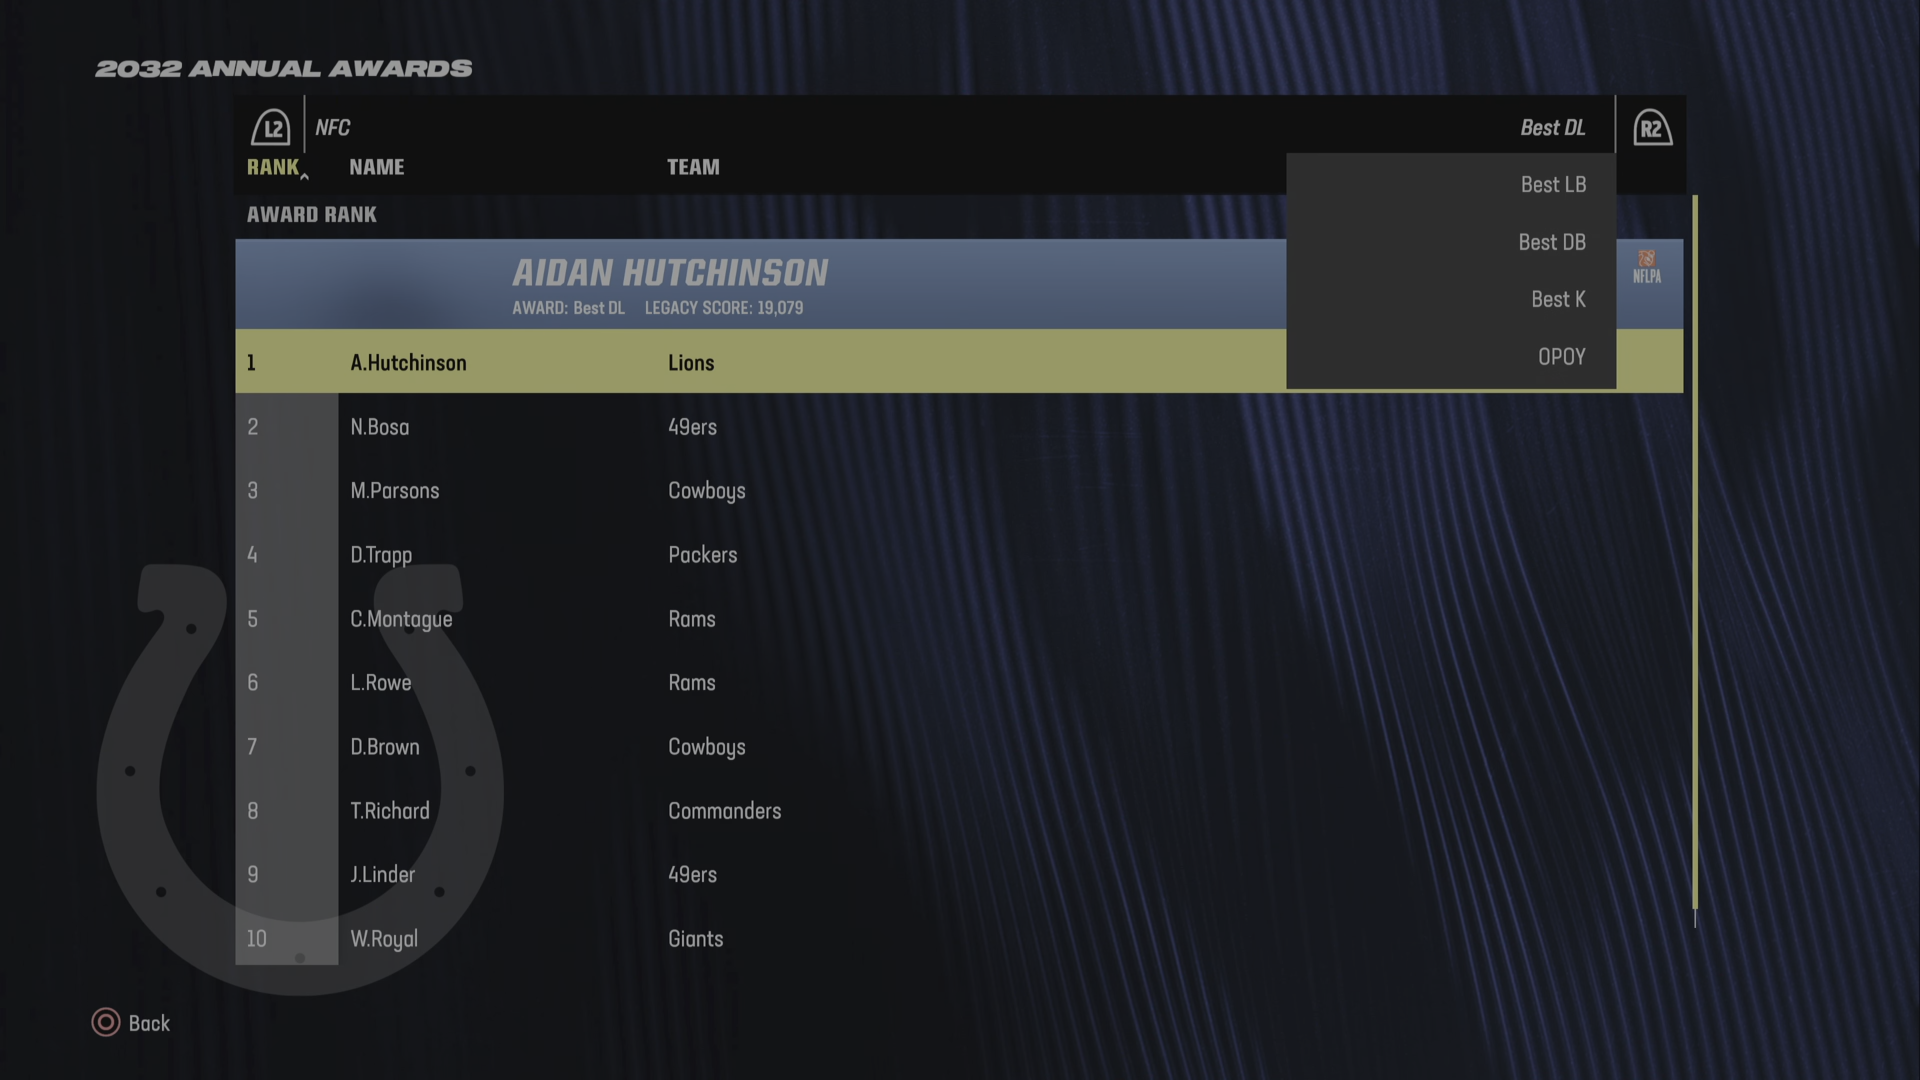 2032 ANNUAL AWARDS
L2 NFC Best DL R2
RANK NAME TEAM
Best LB
AWARD RANK
Best DB
AIDAN HUTCHINSON
NFLPA
AWARD: Best DL LEGACY SCORE: 19,079
Best K
OPOY
1 A.Hutchinson Lions
2 N.Bosa 49ers
3 M.Parsons Cowboys
4 D.Trapp Packers
5 C.Montague Rams
6 L.Rowe Rams
7 D.Brown Cowboys
8 T.Richard Commanders
9 J.Linder 49ers
10 W.Royal Giants
Back